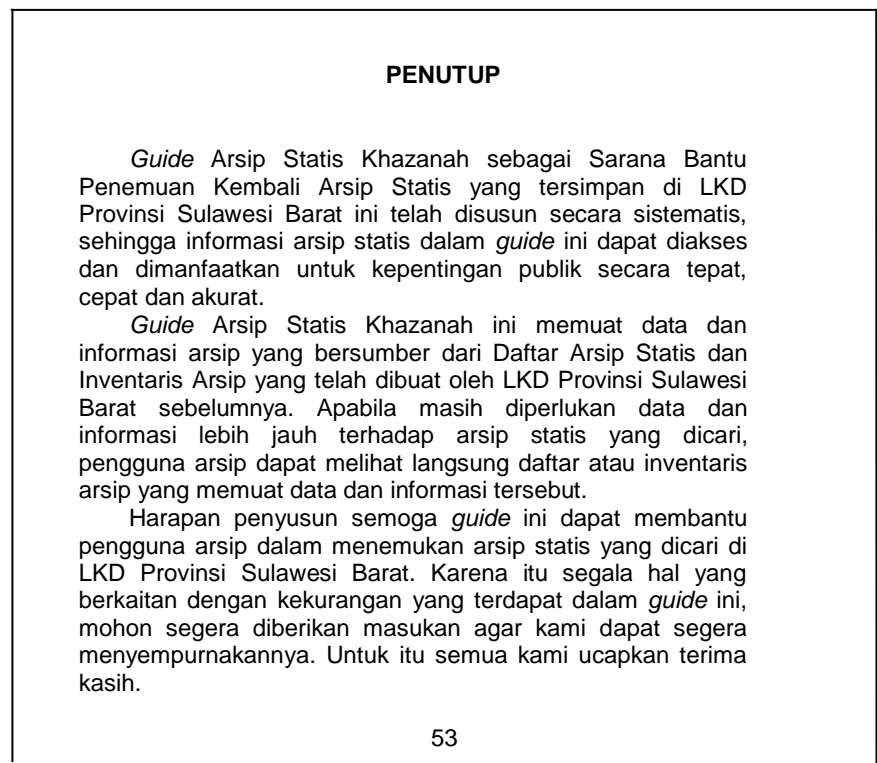 PENUTUP
Guide Arsip Statis Khazanah sebagai Sarana Bantu
Penemuan Kembali Arsip Statis yang tersimpan di LKD
Provinsi Sulawesi Barat ini telah disusun secara sistematis,
sehingga informasi arsip statis dalam guide ini dapat diakses
dan dimanfaatkan untuk kepentingan publik secara tepat,
cepat dan akurat.
Guide Arsip Statis Khazanah ini memuat data dan
informasi arsip yang bersumber dari Daftar Arsip Statis dan
Inventaris Arsip yang telah dibuat oleh LKD Provinsi Sulawesi
Barat sebelumnya. Apabila masih diperlukan data dan
informasi lebih jauh terhadap arsip statis yang dicari,
pengguna arsip dapat melihat langsung daftar atau inventaris
arsip yang memuat data dan informasi tersebut.
Harapan penyusun semoga guide ini dapat membantu
pengguna arsip dalam menemukan arsip statis yang dicari di
LKD Provinsi Sulawesi Barat. Karena itu segala hal yang
berkaitan dengan kekurangan yang terdapat dalam guide ini,
mohon segera diberikan masukan agar kami dapat segera
menyempurnakannya. Untuk itu semua kami ucapkan terima
kasih.
53